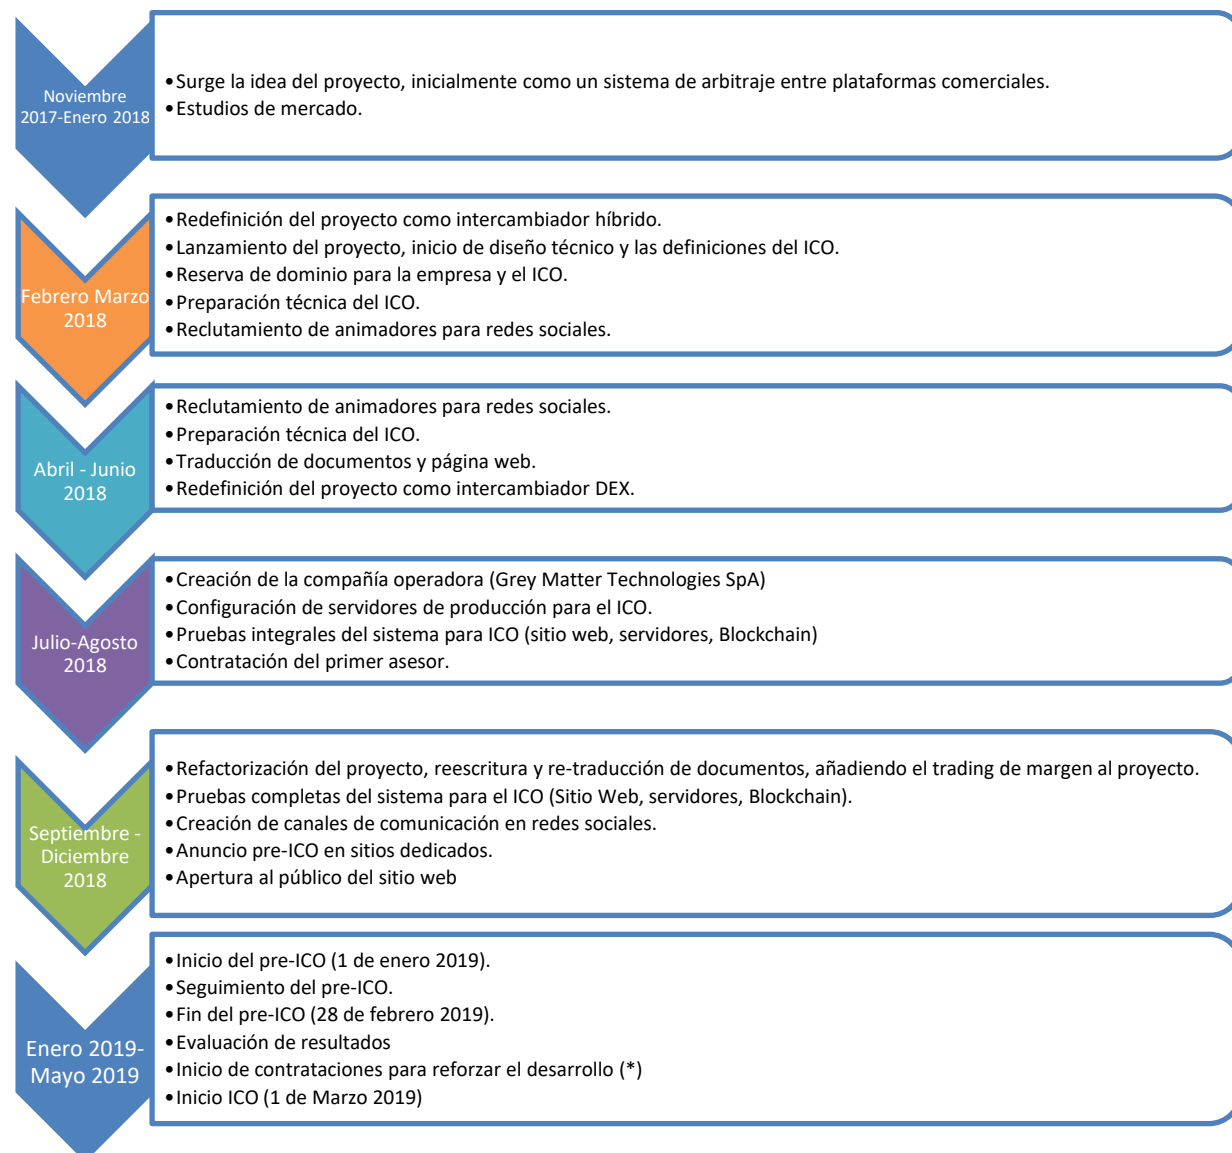 Noviembre
2017-Enero 2018
•Surge la idea del proyecto, inicialmente como un sistema de arbitraje entre plataformas comerciales.
•Estudios de mercado.
Febrero Marzo
2018
•Redefinición del proyecto como intercambiador híbrido.
•Lanzamiento del proyecto, inicio de diseño técnico y las definiciones del ICO.
•Reserva de dominio para la empresa y el ICO.
•Preparación técnica del ICO.
•Reclutamiento de animadores para redes sociales.
Abril - Junio
2018
•Reclutamiento de animadores para redes sociales.
•Preparación técnica del ICO.
•Traducción de documentos y página web.
•Redefinición del proyecto como intercambiador DEX.
Julio-Agosto
2018
•Creación de la compañía operadora (Grey Matter Technologies SpA)
•Configuración de servidores de producción para el ICO.
•Pruebas integrales del sistema para ICO (sitio web, servidores, Blockchain)
•Contratación del primer asesor.
Septiembre -
Diciembre
2018
•Refactorización del proyecto, reescritura y re-traducción de documentos, añadiendo el trading de margen al proyecto.
•Pruebas completas del sistema para el ICO (Sitio Web, servidores, Blockchain).
•Creación de canales de comunicación en redes sociales.
•Anuncio pre-ICO en sitios dedicados.
•Apertura al público del sitio web
Enero 2019-
Mayo 2019
•Inicio del pre-ICO (1 de enero 2019).
•Seguimiento del pre-ICO.
•Fin del pre-ICO (28 de febrero 2019).
•Evaluación de resultados
•Inicio de contrataciones para reforzar el desarrollo (*)
•Inicio ICO (1 de Marzo 2019)